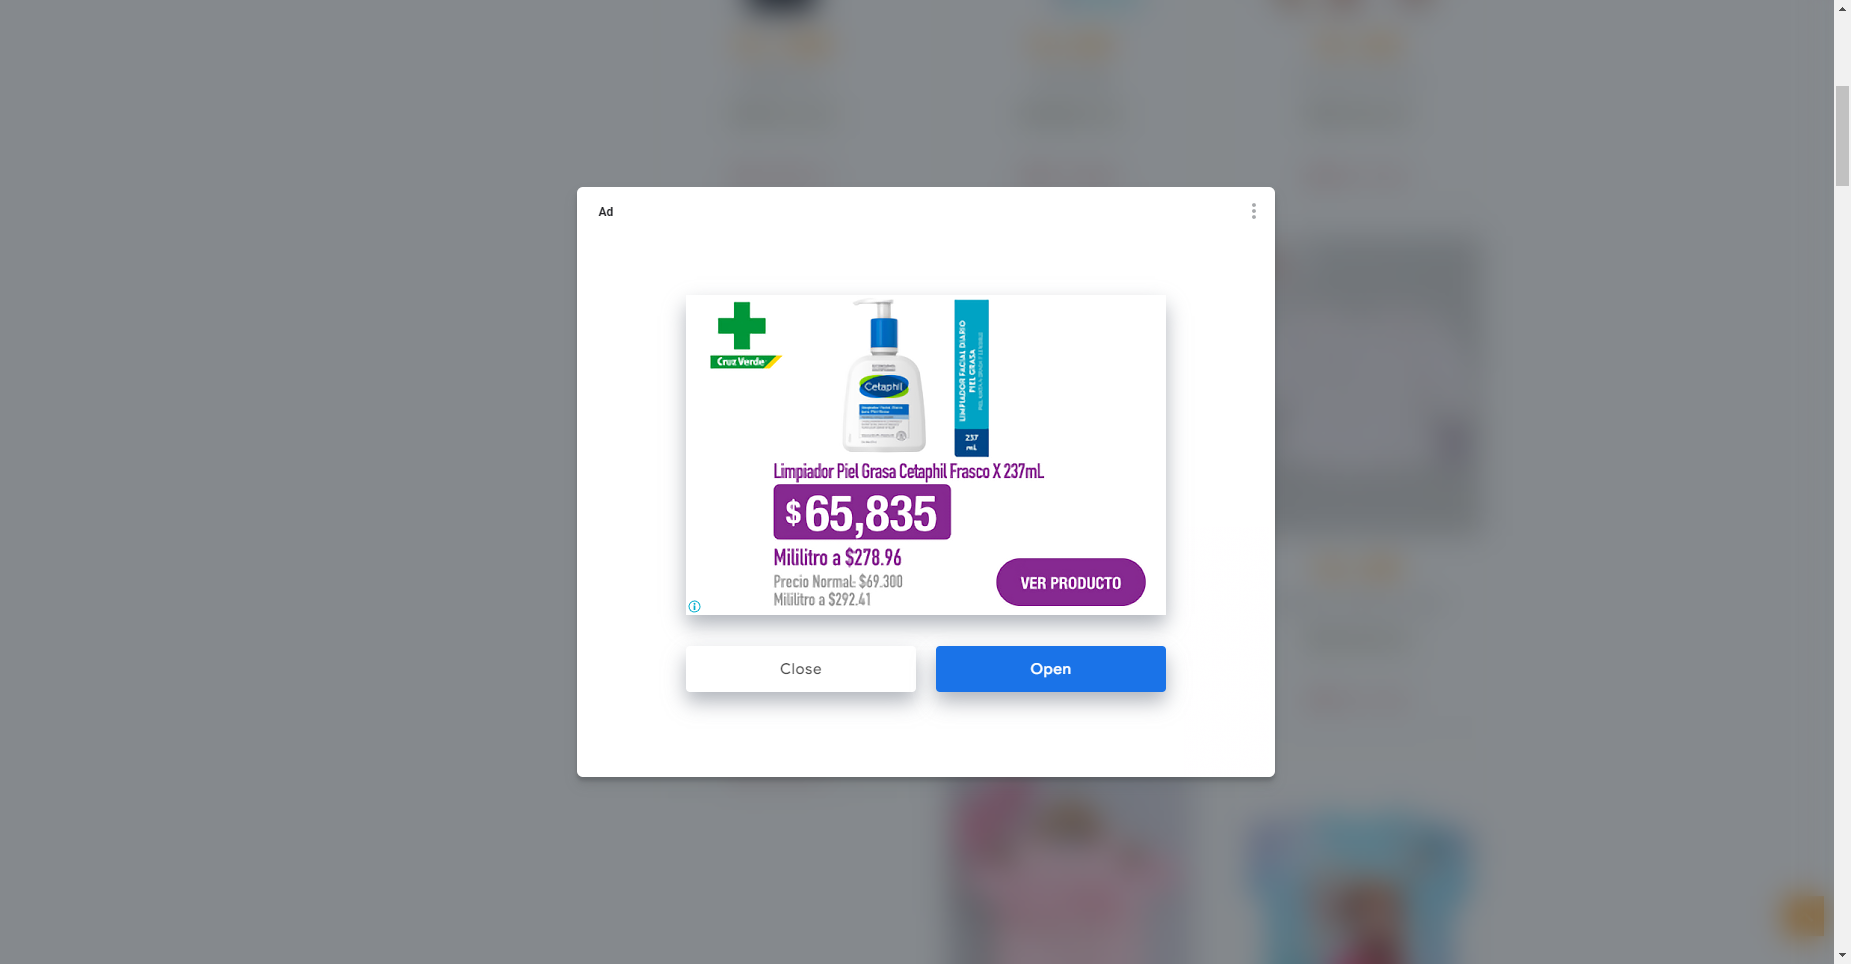 Ad
Cruz Verde
Cetaphil
LIMPIADOR FACIAL DIARIO
PIEL GRASA
237
mL
Limpiador Piel Grasa Cetaphil Frasco X 237mL
$65,835
Mililitro a $278.96
Precio Normal: $69.300
Mililitro a $292.41
VER PRODUCTO
Close
Open